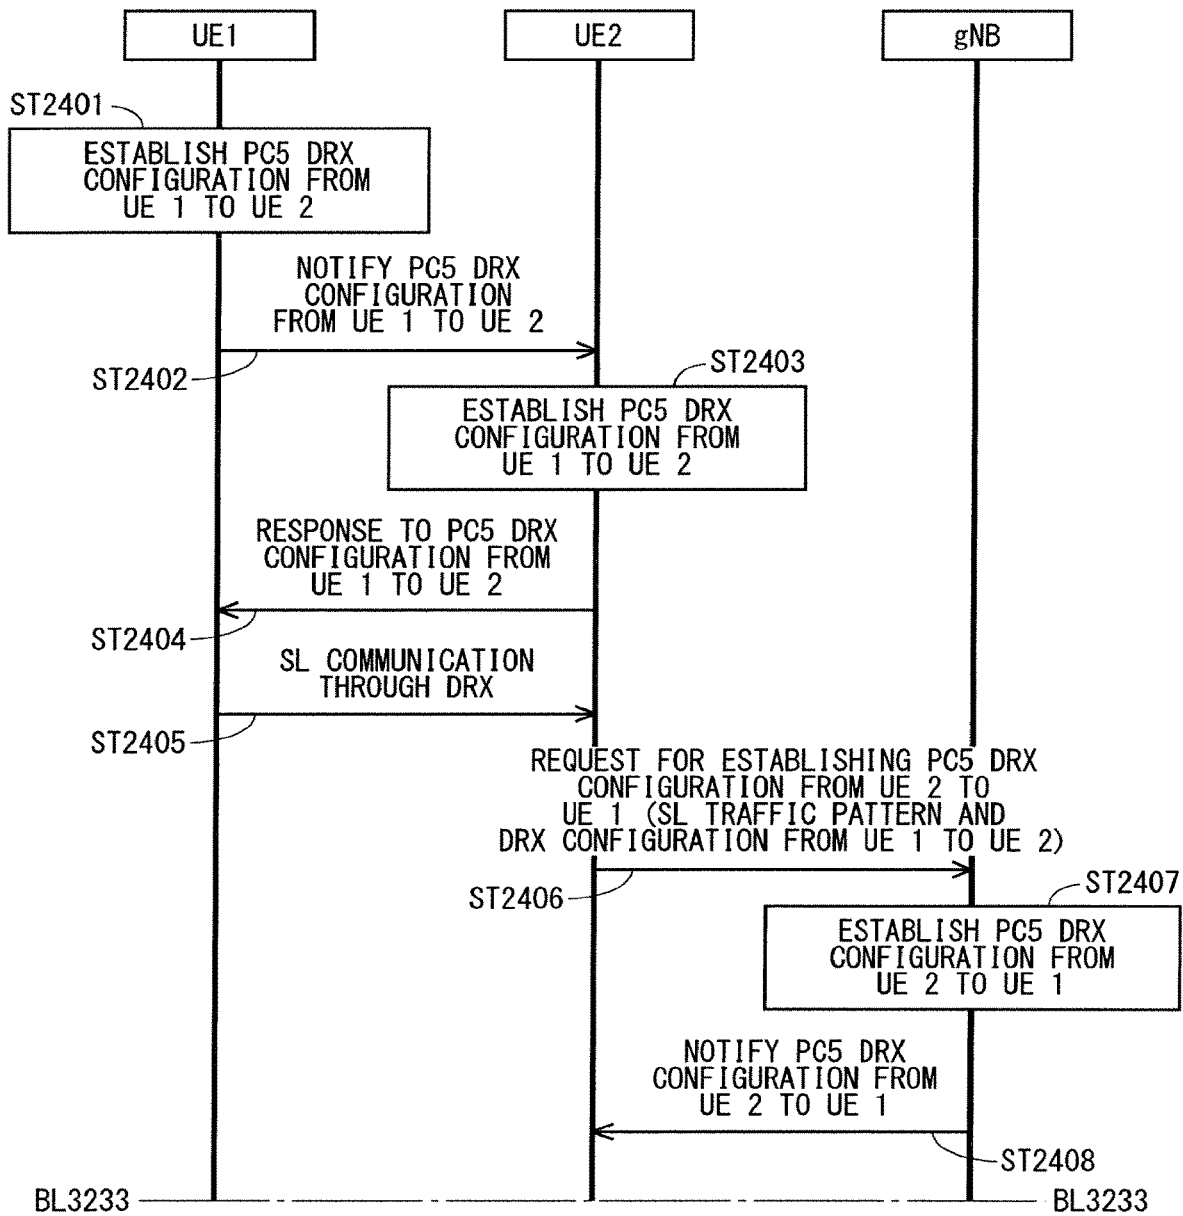 UE1
UE2
gNB
ST2401
ESTABLISH PC5 DRX
CONFIGURATION FROM
UE 1 TO UE 2
NOTIFY PC5 DRX
CONFIGURATION
FROM UE 1 TO UE 2
ST2402
ST2403
ESTABLISH PC5 DRX
CONFIGURATION FROM
UE 1 TO UE 2
RESPONSE TO PC5 DRX
CONFIGURATION FROM
UE 1 TO UE 2
ST2404
SL COMMUNICATION
THROUGH DRX
ST2405
REQUEST FOR ESTABLISHING PC5 DRX
CONFIGURATION FROM UE 2 TO
UE 1 (SL TRAFFIC PATTERN AND
DRX CONFIGURATION FROM UE 1 TO UE 2)
ST2406
ST2407
ESTABLISH PC5 DRX
CONFIGURATION FROM
UE 2 TO UE 1
NOTIFY PC5 DRX
CONFIGURATION FROM
UE 2 TO UE 1
ST2408
BL3233
BL3233